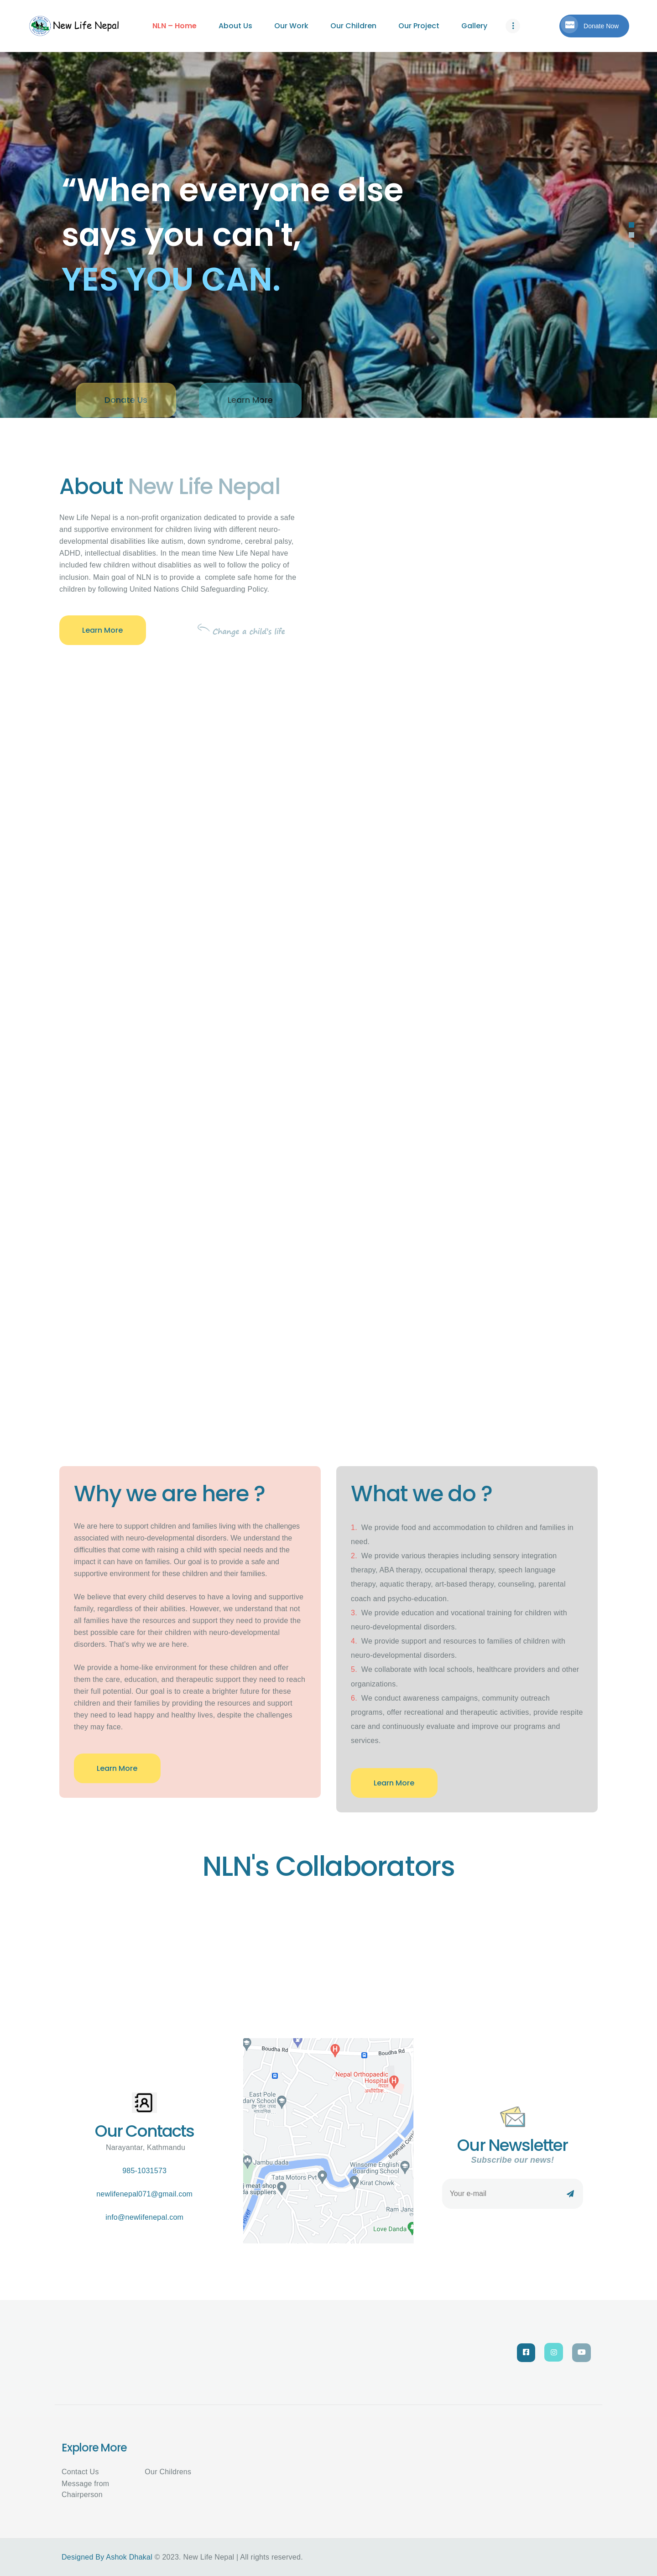 New Life Nepal
NLN – Home
About Us
Our Work
Our Children
Our Project
Gallery
Donate Now
“When everyone else
says you can't,
YES YOU CAN.
Donate Us
Learn More
About New Life Nepal
New Life Nepal is a non-profit organization dedicated to provide a safe
and supportive environment for children living with different neuro-
developmental disabilities like autism, down syndrome, cerebral palsy,
ADHD, intellectual disablities. In the mean time New Life Nepal have
included few children without disablities as well to follow the policy of
inclusion. Main goal of NLN is to provide a complete safe home for the
children by following United Nations Child Safeguarding Policy.
Learn More
Change a child's life
Why we are here ?
We are here to support children and families living with the challenges
associated with neuro-developmental disorders. We understand the
difficulties that come with raising a child with special needs and the
impact it can have on families. Our goal is to provide a safe and
supportive environment for these children and their families.
We believe that every child deserves to have a loving and supportive
family, regardless of their abilities. However, we understand that not
all families have the resources and support they need to provide the
best possible care for their children with neuro-developmental
disorders. That's why we are here.
We provide a home-like environment for these children and offer
them the care, education, and therapeutic support they need to reach
their full potential. Our goal is to create a brighter future for these
children and their families by providing the resources and support
they need to lead happy and healthy lives, despite the challenges
they may face.
Learn More
What we do ?
1. We provide food and accommodation to children and families in
need.
2. We provide various therapies including sensory integration
therapy, ABA therapy, occupational therapy, speech language
therapy, aquatic therapy, art-based therapy, counseling, parental
coach and psycho-education.
3. We provide education and vocational training for children with
neuro-developmental disorders.
4. We provide support and resources to families of children with
neuro-developmental disorders.
5. We collaborate with local schools, healthcare providers and other
organizations.
6. We conduct awareness campaigns, community outreach
programs, offer recreational and therapeutic activities, provide respite
care and continuously evaluate and improve our programs and
services.
Learn More
NLN's Collaborators
Our Contacts
Narayantar, Kathmandu
985-1031573
newlifenepal071@gmail.com
info@newlifenepal.com
Boudha Rd
Boudha Rd
Nepal Orthopaedic
Hospital
East Pole
dary School
Jambu dada
Winsome English
Boarding School
Tata Motors Pvt
Kirat Chowk
meat shop
la suppliers
Ram Jana
Love Danda
Our Newsletter
Subscribe our news!
Your e-mail
Explore More
Contact Us
Our Childrens
Message from
Chairperson
Designed By Ashok Dhakal © 2023. New Life Nepal | All rights reserved.